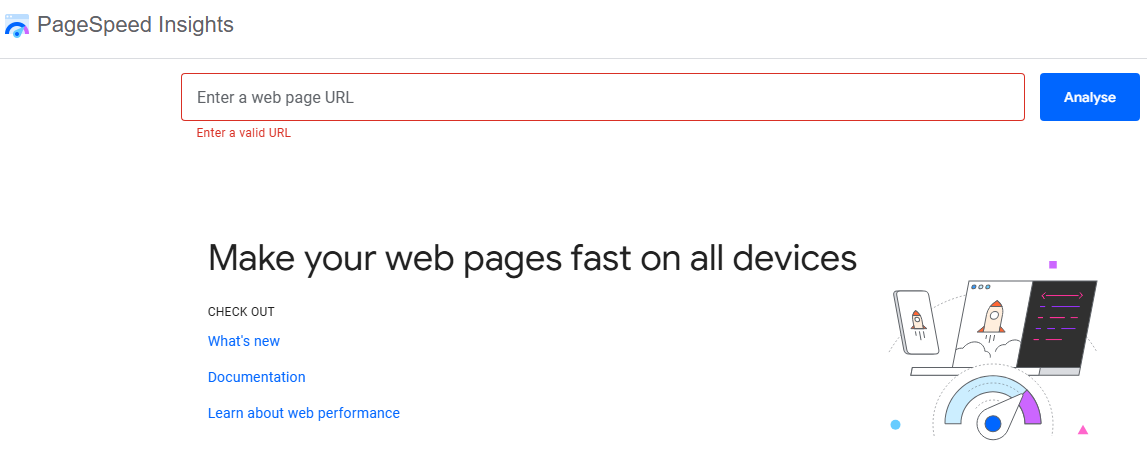 PageSpeed Insights
Enter a web page URL
Analyse
Enter a valid URL
Make your web pages fast on all devices
CHECK OUT
What's new
Documentation
Learn about web performance